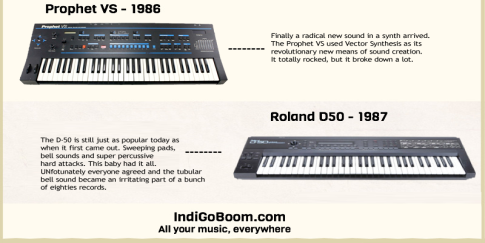 Prophet VS - 1986
Prophet VS
Finally a radical new sound in a synth arrived.
The Prophet VS used Vector Synthesis as its
revolutionary new means of sound creation.
It totally rocked, but it broke down a lot.
Roland D50 - 1987
The D-50 is still just as popular today as
when it first came out. Sweeping pads,
bell sounds and super percussive
hard attacks. This baby had it all.
UNfotunately everyone agreed and the tubular
bell sound became an irritating part of a bunch
of eighties records.
IndiGoBoom.com
All your music, everywhere